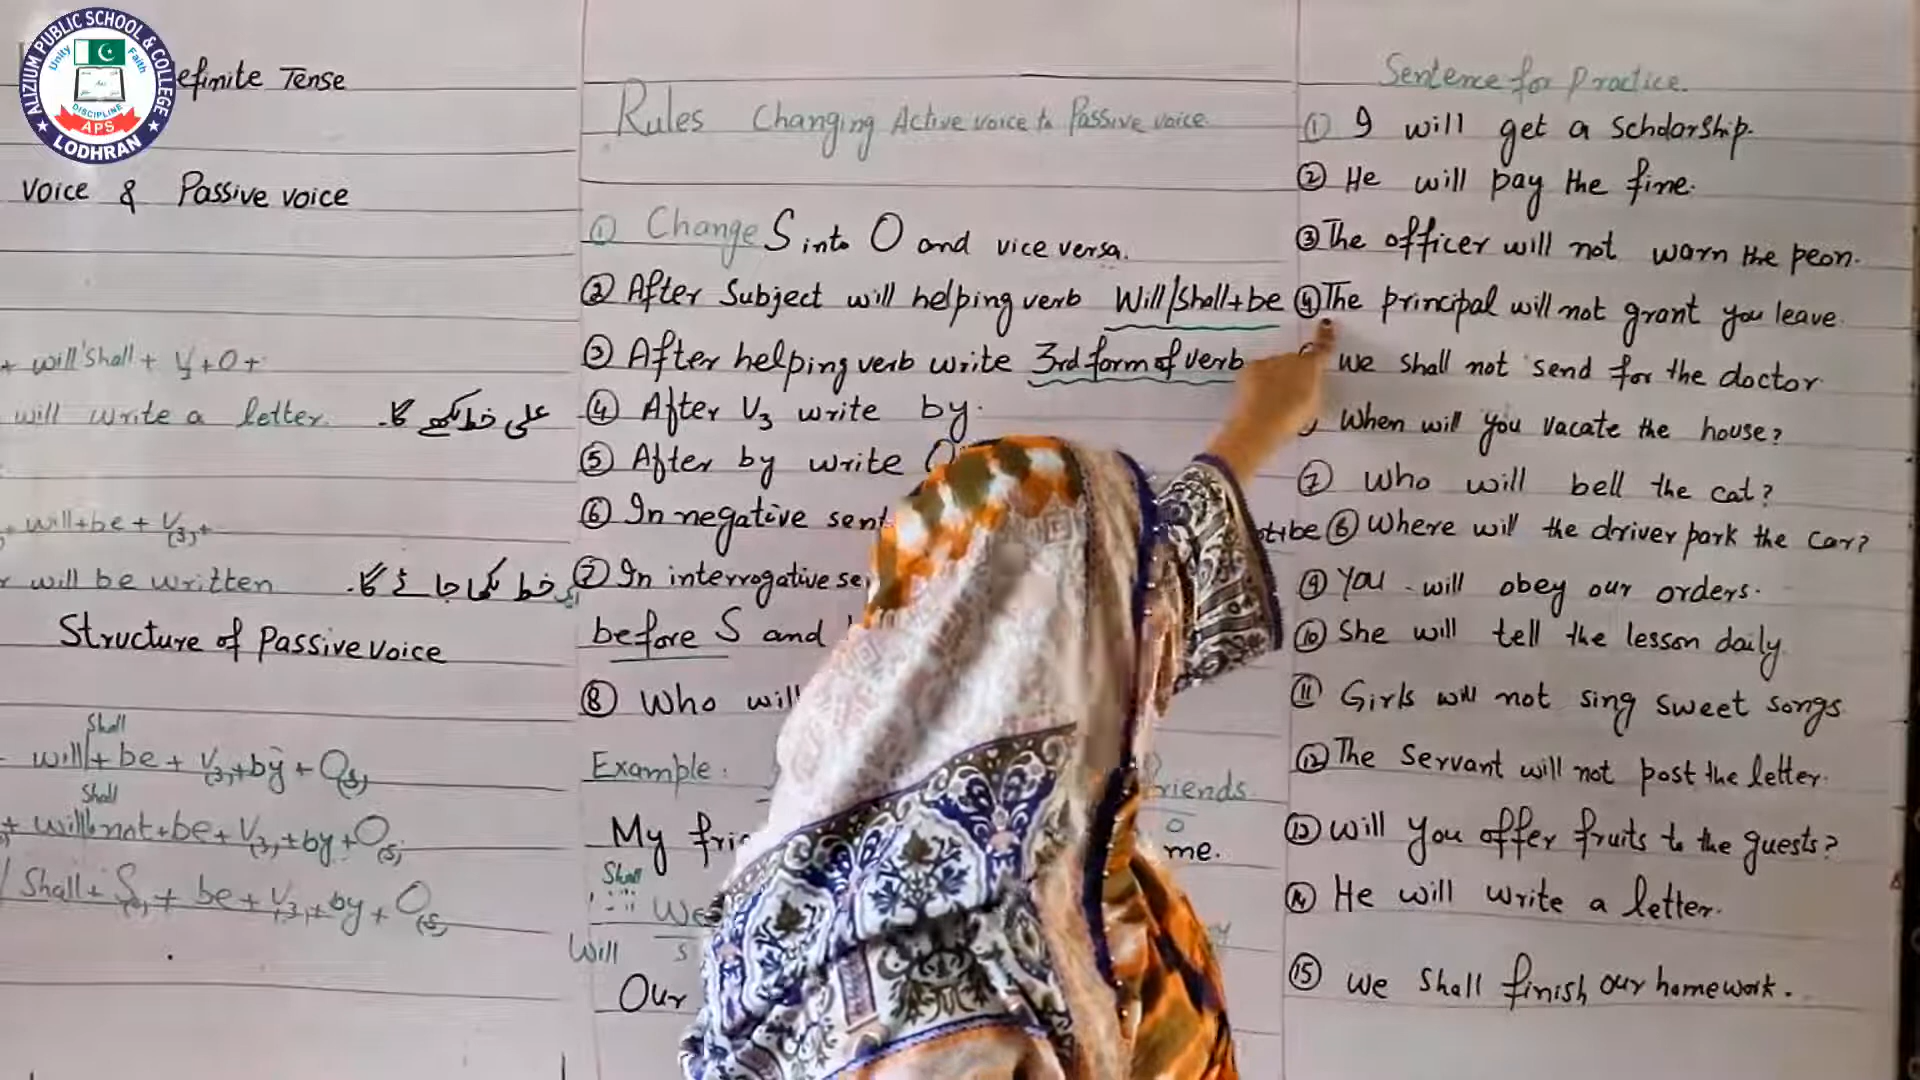 ALIZIUM PUBLIC SCHOOL & COLLEGE
Unity
Faith
DISCIPLINE
APS
LODHRAN
efinite Tense
voice & Passive voice
+ will shall + V + O +
will write a letter. علی خط لکھے گا۔
+ will + be + V(3) +
will be written خط لکھا جائے گا۔
Structure of Passive voice
Shall
will + be + V(3) + by + O(s)
Shall
+ will + not + be + V(3) + by + O(s)
/ Shall + S(o) + be + V(3) + by + O(s)
Rules Changing Active voice to Passive voice
① Change S into O and vice versa.
② After Subject will helping verb Will/Shall + be
③ After helping verb write 3rd form of verb
④ After V3 write by.
⑤ After by write O
⑥ In negative sent
ot+be
⑦ In interrogative se
before S and
⑧ Who will
Example:
riends.
O
My frie
me.
Shall
We
Will S
Our
Sentence for Practice.
① I will get a scholarship.
② He will pay the fine.
③ The officer will not warn the peon.
④ The principal will not grant you leave.
we shall not send for the doctor
When will you vacate the house?
⑦ Who will bell the cat?
⑥ Where will the driver park the car?
⑨ You will obey our orders.
⑩ She will tell the lesson daily
⑪ Girls will not sing sweet songs
⑫ The Servant will not post the letter.
⑬ Will you offer fruits to the guests?
⑭ He will write a letter.
⑮ we shall finish our homework.